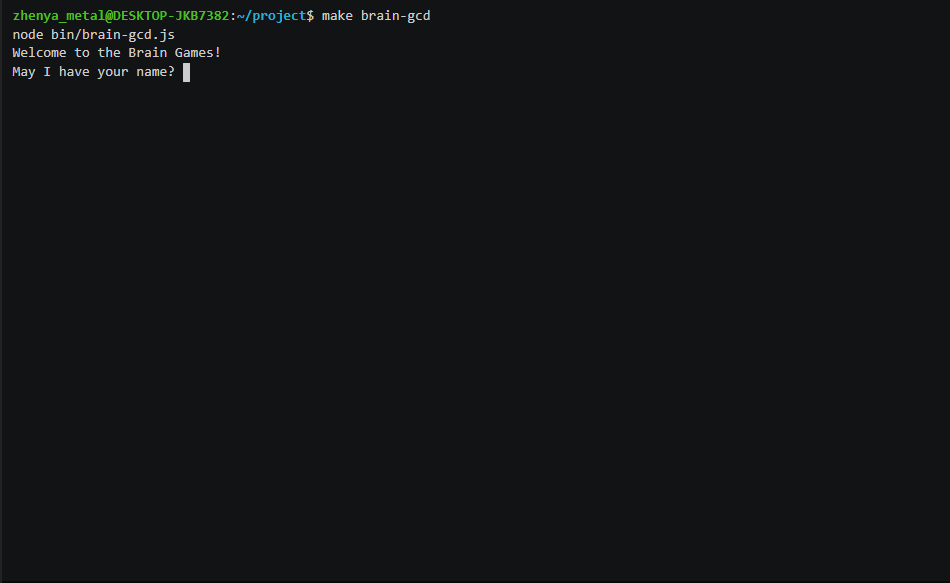 zhenya_metal@DESKTOP-JKB7382:~/project$ make brain-gcd
node bin/brain-gcd.js
Welcome to the Brain Games!
May I have your name?